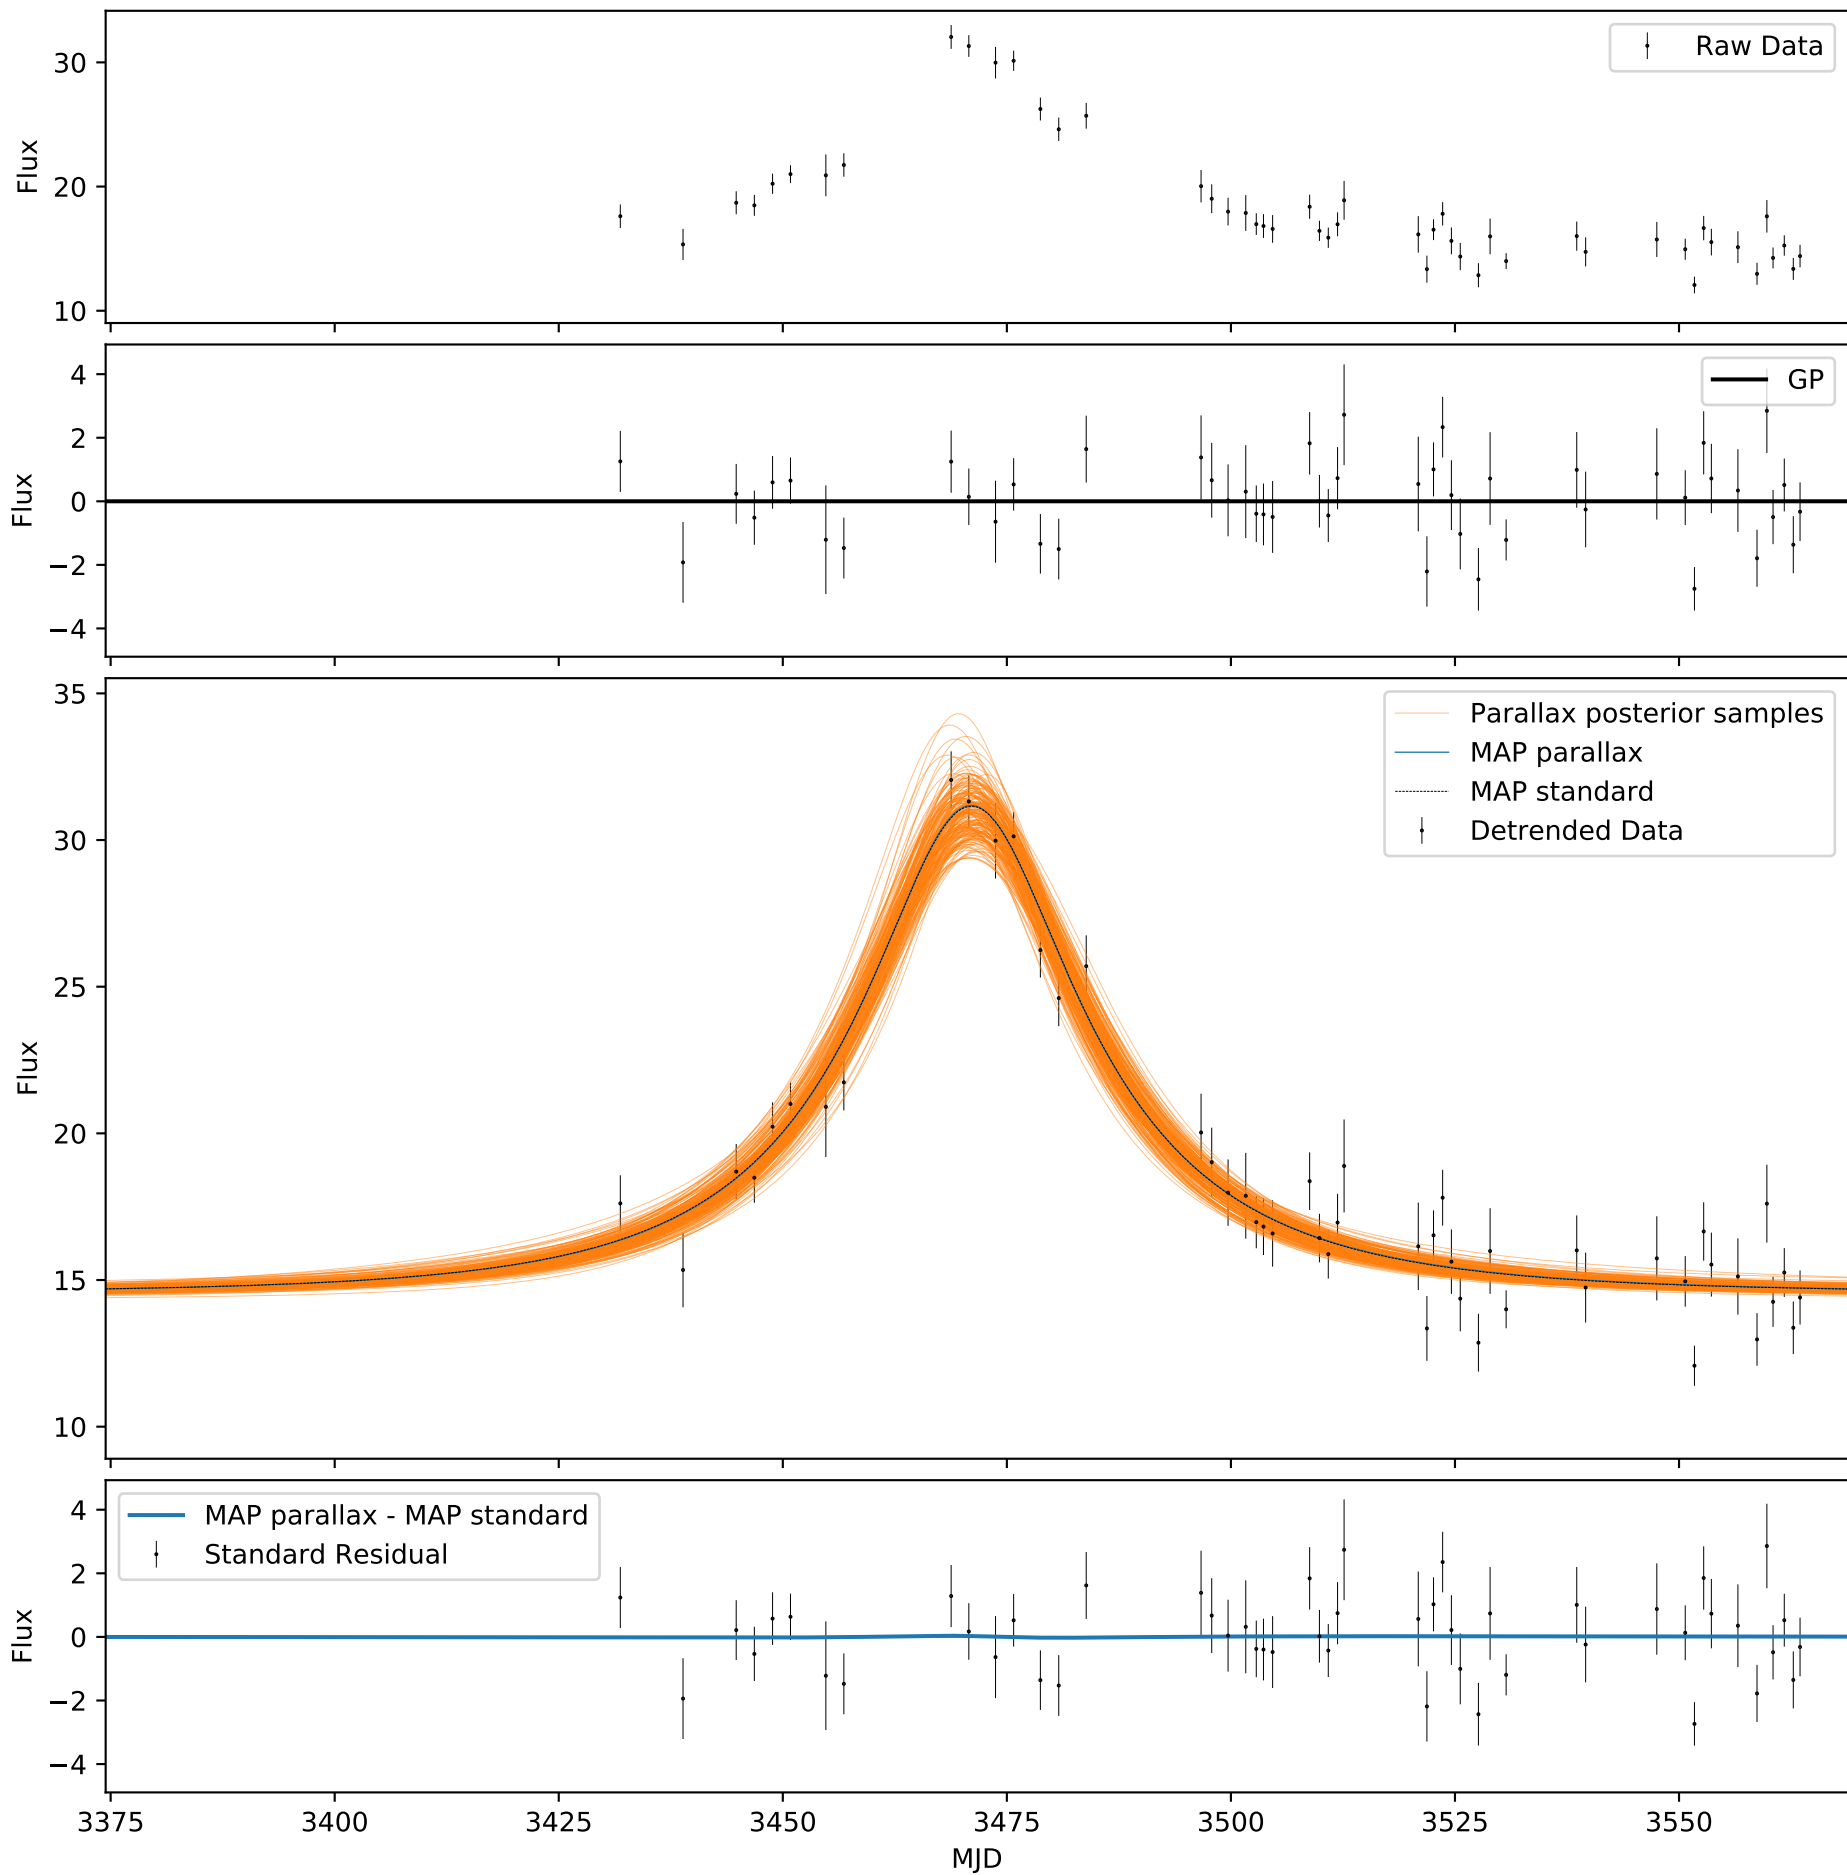 Flux
30
20
10
Raw Data
Flux
4
2
0
−2
−4
GP
Flux
35
30
25
20
15
10
Parallax posterior samples
MAP parallax
MAP standard
Detrended Data
Flux
4
2
0
−2
−4
MAP parallax - MAP standard
Standard Residual
3375 3400 3425 3450 3475 3500 3525 3550
MJD